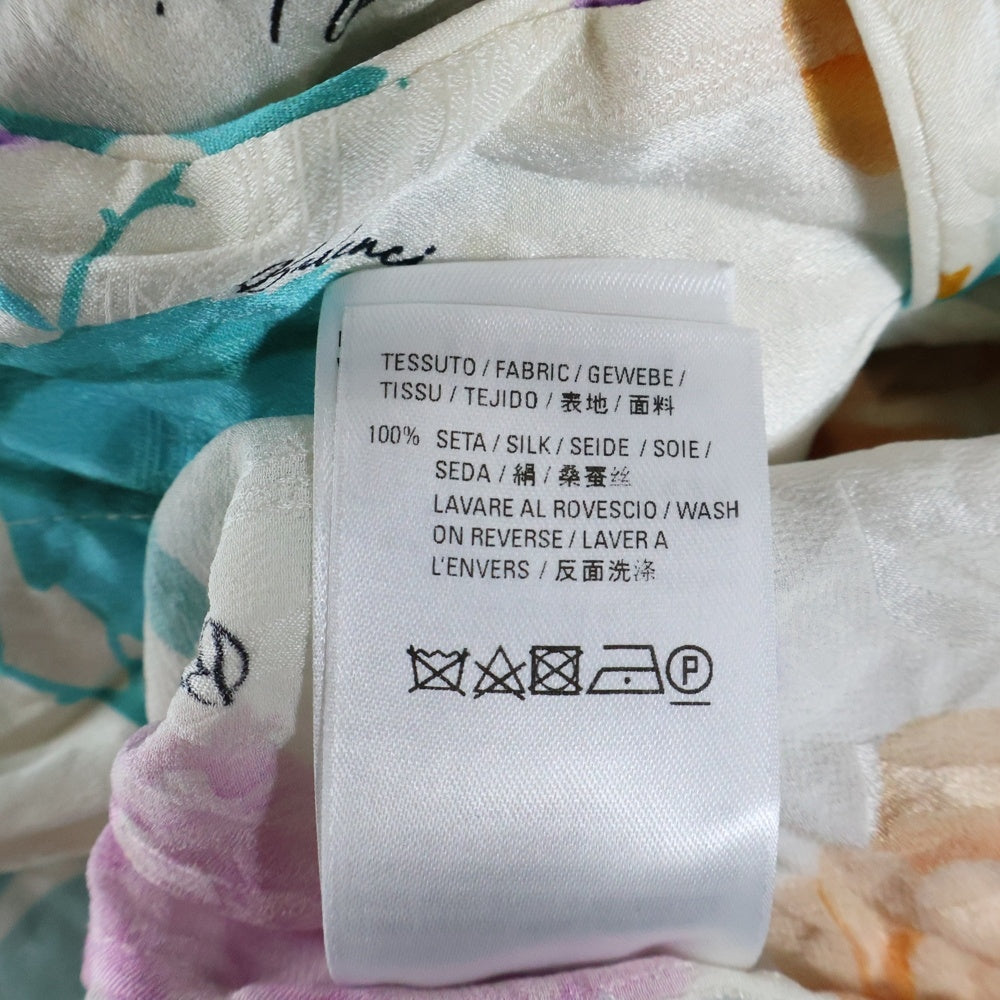 TESSUTO / FABRIC / GEWEBE /
TISSU / TEJIDO / 表地 / 面料
100% SETA / SILK / SEIDE / SOIE /
SEDA / 絹 / 桑蚕丝
LAVARE AL ROVESCIO / WASH
ON REVERSE / LAVER A
L'ENVERS / 反面洗涤
P